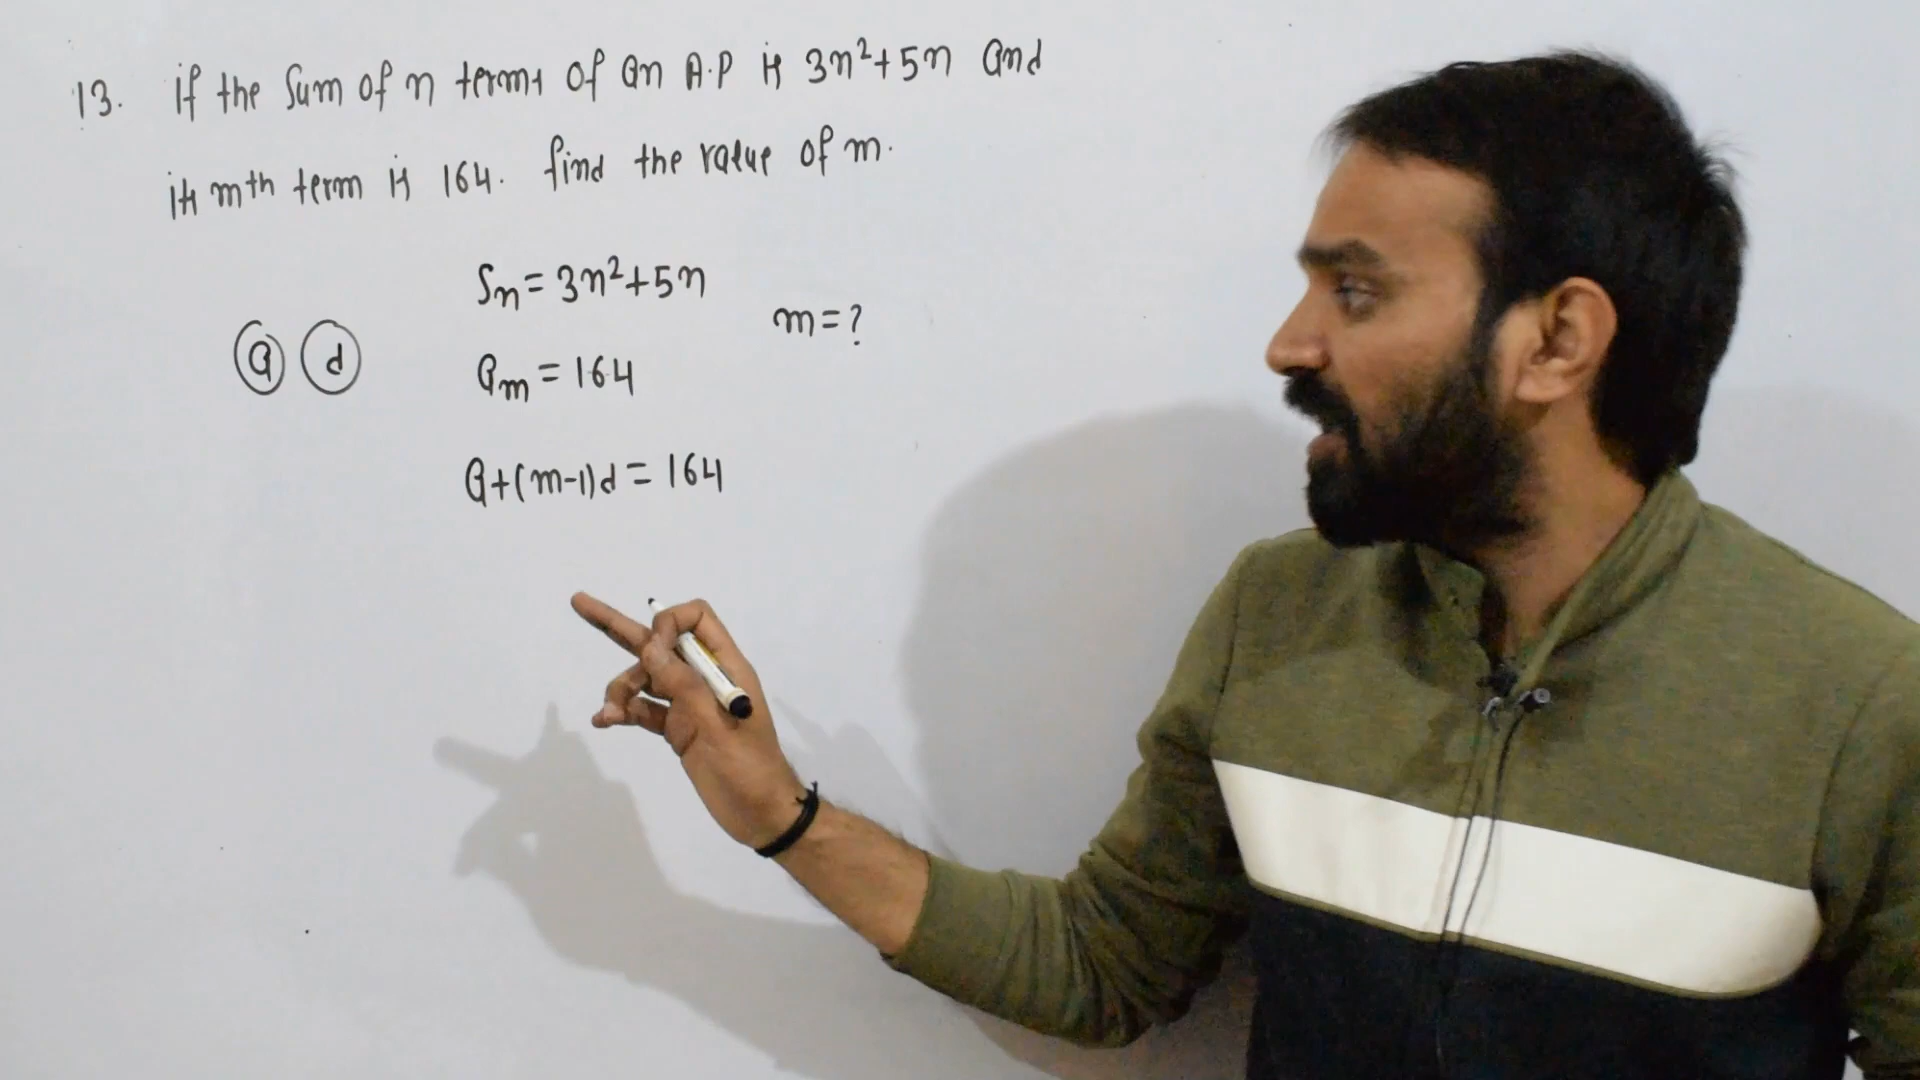 13. if the Sum of n terms of an A.P is 3n²+5n and
its mth term is 164. find the value of m.
Sn = 3n²+5n
m = ?
a d
am = 164
a+(m-1)d = 164